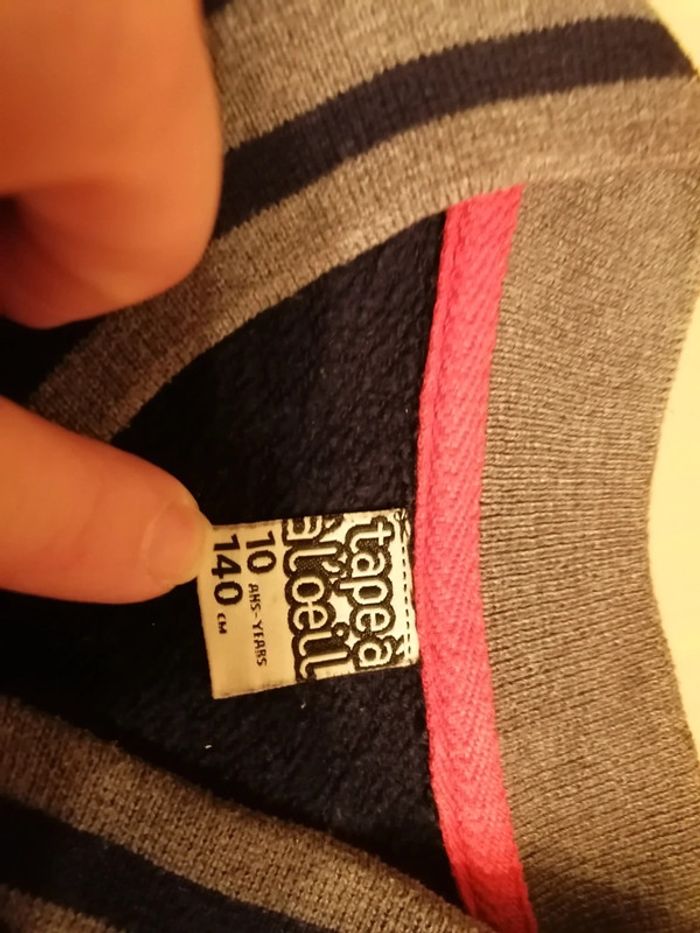 tape à
l'oeil
10 ANS-YEARS
140 CM